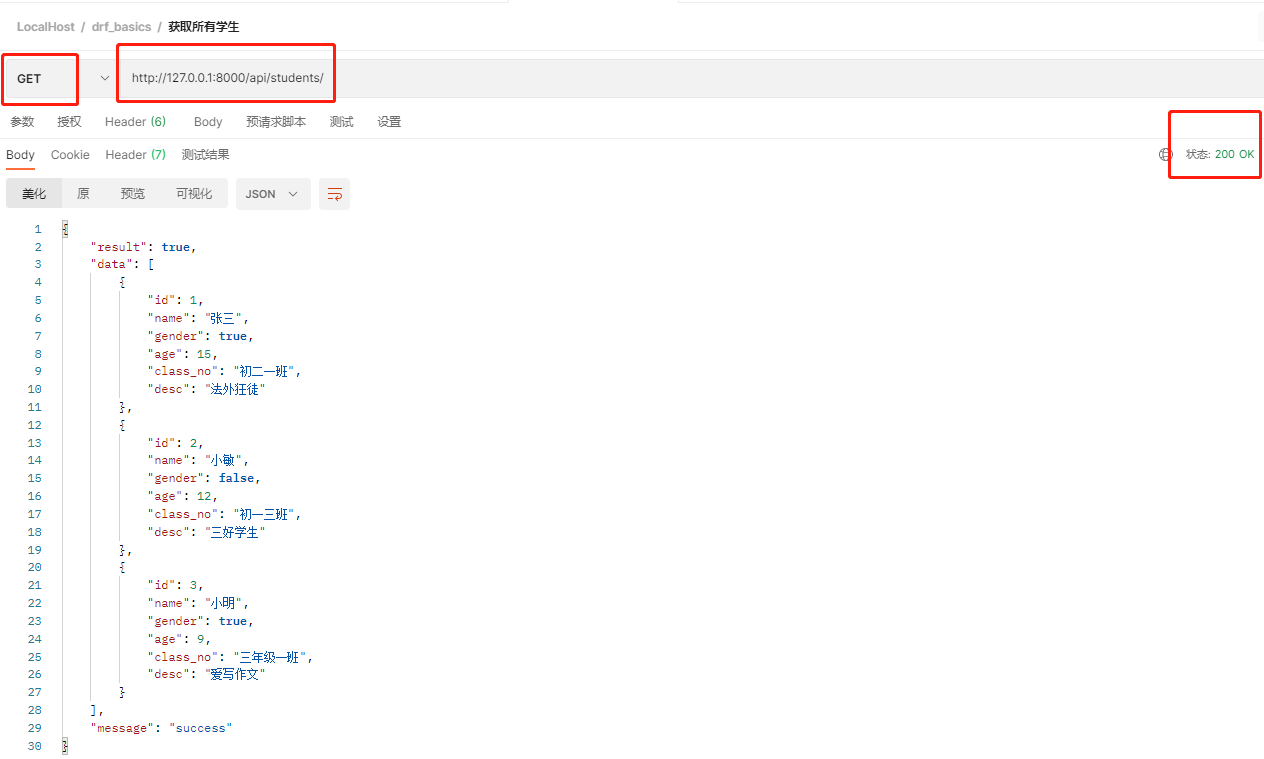 LocalHost / drf_basics / 获取所有学生
GET http://127.0.0.1:8000/api/students/
参数 授权 Header (6) Body 预请求脚本 测试 设置
Body Cookie Header (7) 测试结果 状态: 200 OK
美化 原 预览 可视化 JSON
1 {
2 "result": true,
3 "data": [
4 {
5 "id": 1,
6 "name": "张三",
7 "gender": true,
8 "age": 15,
9 "class_no": "初二一班",
10 "desc": "法外狂徒"
11 },
12 {
13 "id": 2,
14 "name": "小敏",
15 "gender": false,
16 "age": 12,
17 "class_no": "初一三班",
18 "desc": "三好学生"
19 },
20 {
21 "id": 3,
22 "name": "小明",
23 "gender": true,
24 "age": 9,
25 "class_no": "三年级一班",
26 "desc": "爱写作文"
27 }
28 ],
29 "message": "success"
30 }